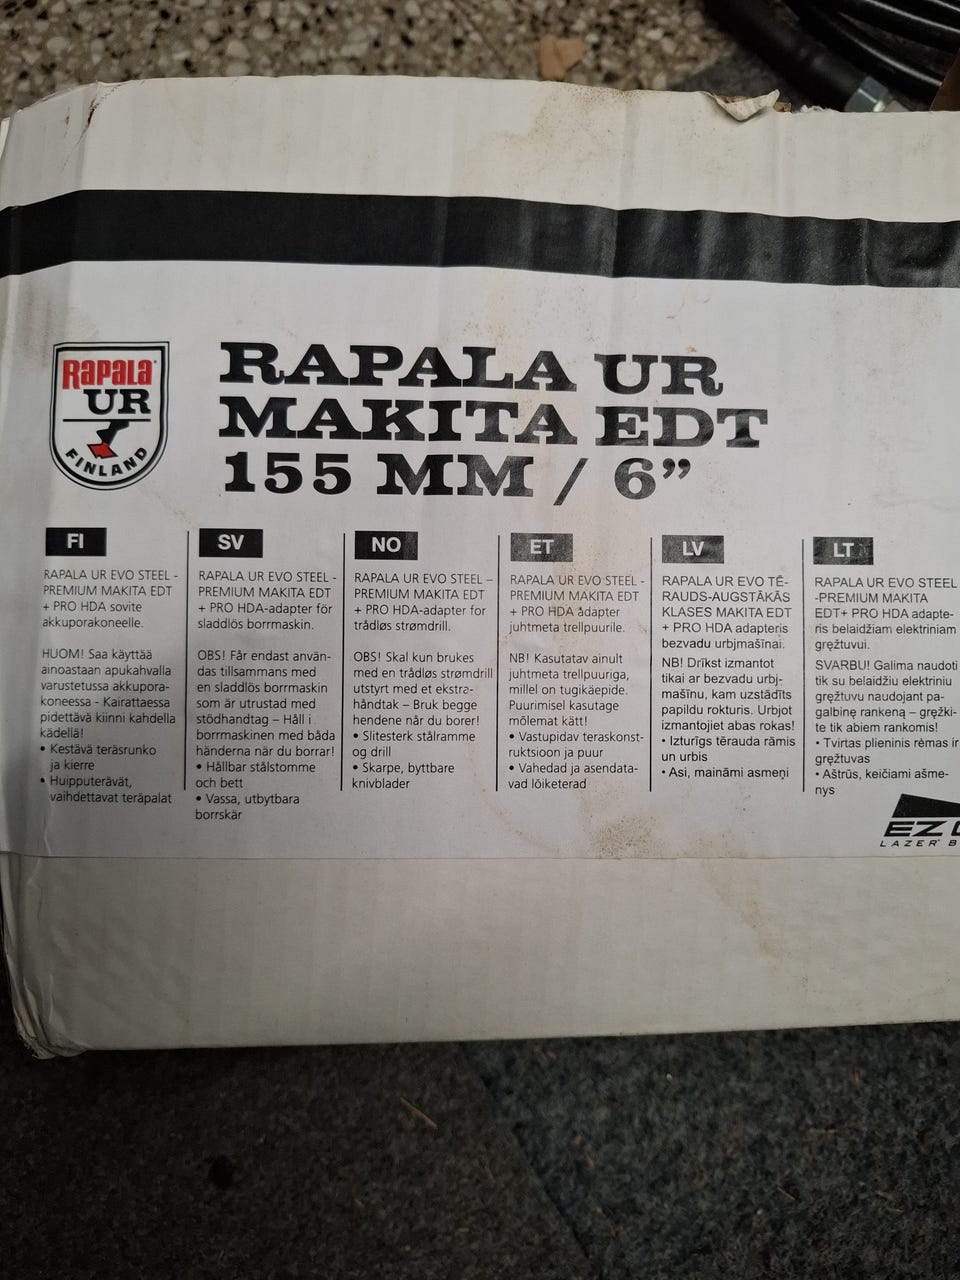 Rapala
UR
FINLAND
RAPALA UR
MAKITA EDT
155 MM / 6”
FI
RAPALA UR EVO STEEL -
PREMIUM MAKITA EDT
+ PRO HDA sovite
akkuporakoneelle.
HUOM! Saa käyttää
ainoastaan apukahvalla
varustetussa akkupora-
koneessa - Kairattaessa
pidettävä kiinni kahdella
kädellä!
• Kestävä teräsrunko
ja kierre
• Huipputerävät,
vaihdettavat teräpalat
SV
RAPALA UR EVO STEEL -
PREMIUM MAKITA EDT
+ PRO HDA-adapter för
sladdlös borrmaskin.
OBS! Får endast använ-
das tillsammans med
en sladdlös borrmaskin
som är utrustad med
stödhandtag – Håll i
borrmaskinen med båda
händerna när du borrar!
• Hållbar stålstomme
och bett
• Vassa, utbytbara
borrskär
NO
RAPALA UR EVO STEEL –
PREMIUM MAKITA EDT
+ PRO HDA-adapter for
trådløs strømdrill.
OBS! Skal kun brukes
med en trådløs strømdrill
utstyrt med et ekstra-
håndtak – Bruk begge
hendene når du borer!
• Slitesterk stålramme
og drill
• Skarpe, byttbare
knivblader
ET
RAPALA UR EVO STEEL -
PREMIUM MAKITA EDT
+ PRO HDA adapter
juhtmeta trellpuurile.
NB! Kasutatav ainult
juhtmeta trellpuuriga,
millel on tugikäepide.
Puurimisel kasutage
mõlemat kätt!
• Vastupidav teraskonst-
ruktsioon ja puur
• Vahedad ja asendata-
vad lõiketerad
LV
RAPALA UR EVO TĒ-
RAUDS-AUGSTĀKĀS
KLASES MAKITA EDT
+ PRO HDA adapteris
bezvadu urbjmašīnai.
NB! Drīkst izmantot
tikai ar bezvadu urbj-
mašīnu, kam uzstādīts
papildu rokturis. Urbjot
izmantojiet abas rokas!
• Izturīgs tērauda rāmis
un urbis
• Asi, maināmi asmeņi
LT
RAPALA UR EVO STEEL
-PREMIUM MAKITA
EDT+ PRO HDA adapte-
ris belaidžiam elektriniam
gręžtuvui.
SVARBU! Galima naudoti
tik su belaidžiu elektriniu
gręžtuvu naudojant pa-
galbinę rankeną – gręžki-
te tik abiem rankomis!
• Tvirtas plieninis rėmas ir
gręžtuvas
• Aštrūs, keičiami ašme-
nys
EZ
LAZER B